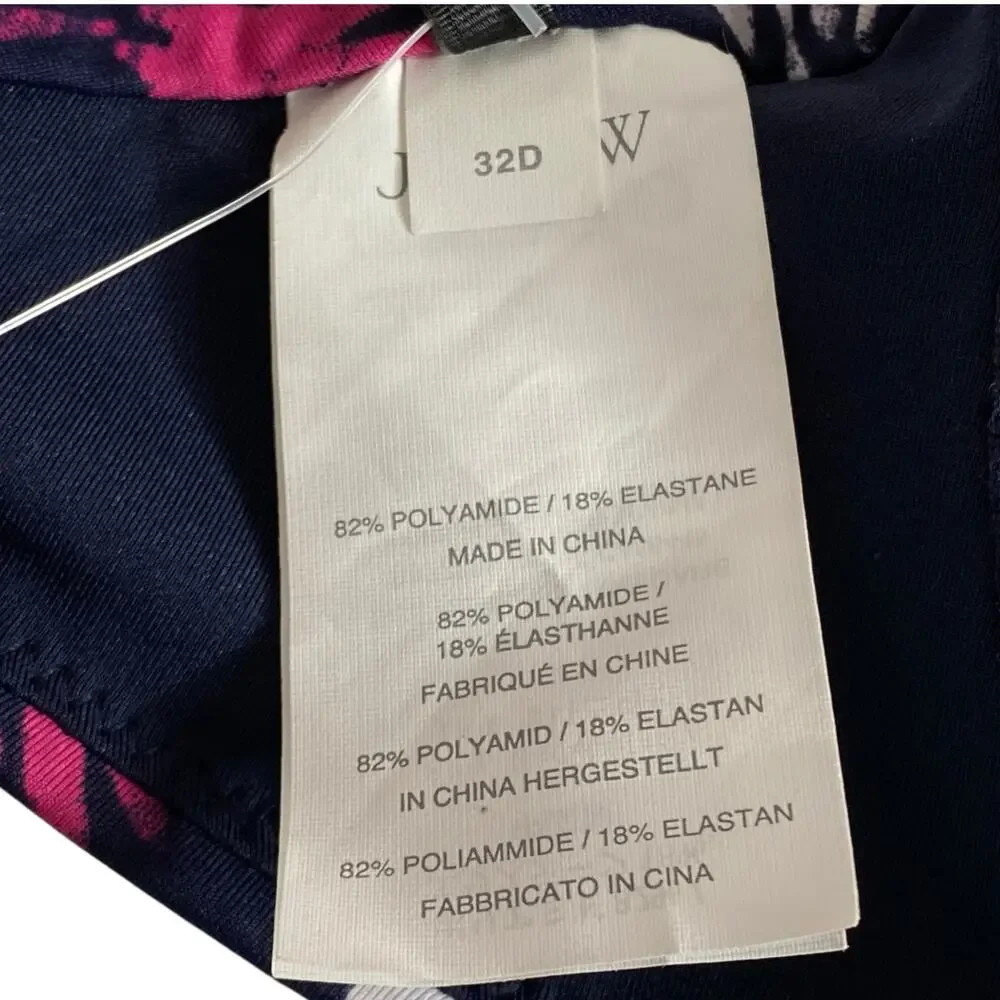 32D
82% POLYAMIDE / 18% ELASTANE
MADE IN CHINA
82% POLYAMIDE /
18% ÉLASTHANNE
FABRIQUÉ EN CHINE
82% POLYAMID / 18% ELASTAN
IN CHINA HERGESTELLT
82% POLIAMMIDE / 18% ELASTAN
FABBRICATO IN CINA